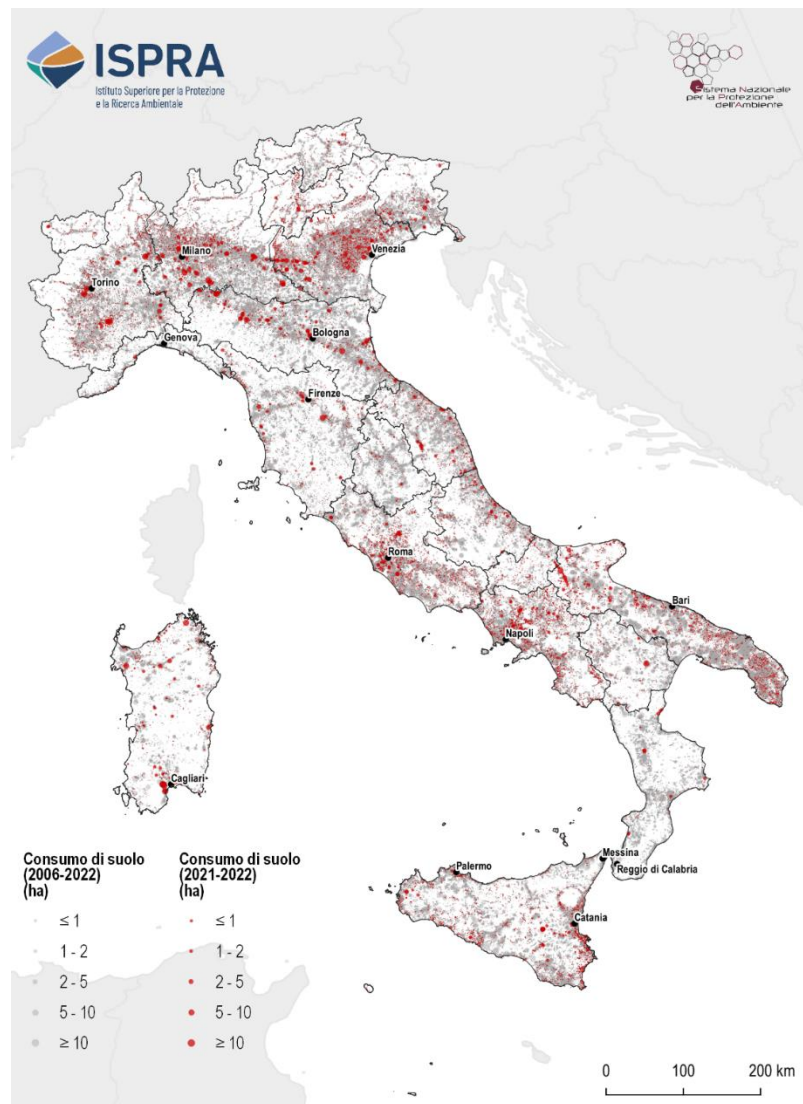 ISPRA
Istituto Superiore per la Protezione
e la Ricerca Ambientale
Sistema Nazionale
per la Protezione
dell'Ambiente
Milano
Venezia
Torino
Genova
Bologna
Firenze
Roma
Bari
Napoli
Cagliari
Messina
Reggio di Calabria
Palermo
Catania
Consumo di suolo
(2006-2022)
(ha)
≤ 1
1 - 2
2 - 5
5 - 10
≥ 10
Consumo di suolo
(2021-2022)
(ha)
≤ 1
1 - 2
2 - 5
5 - 10
≥ 10
0 100 200 km